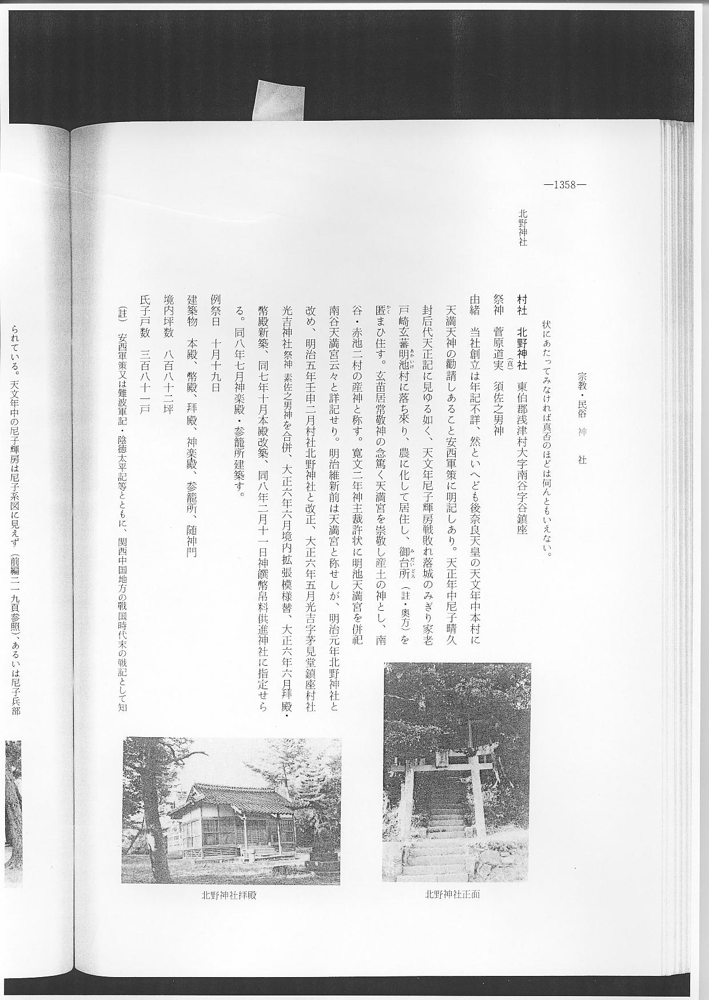 ―1358―
宗教・民俗 神社
状にあたってみなければ真否のほどは何んともいえない。
北野神社
村社 北野神社 東伯郡浅津村大字南谷字谷鎮座
祭神 菅原道実(真) 須佐之男神
由緒 当社創立は年記不詳、然といへども後奈良天皇の天文年中本村に
天満天神の勸請しあること安西軍策に明記しあり。天正年中尼子晴久
封后代天正記に見ゆる如く、天文年尼子輝房戦敗れ落城のみぎり家老
戸崎玄蕃明池(あかいけ)村に落ち來り、農に化して居住し、御台所(みだいどころ)(註・奥方)を
匿(かく)まひ住す。玄苗居常敬神の念篤く天満宮を崇敬し産土の神とし、南
谷・赤池二村の産神と称す。寛文二年神主裁許状に明池天満宮を併祀
南谷天満宮云々と詳記せり。明治維新前は天満宮と称せしが、明治元年北野神社と
改め、明治五年壬申二月村社北野神社と改正、大正六年五月光吉字茅見堂鎮座村社
光吉神社祭神 素佐之男神を合併、大正六年六月境内拡張模様替、大正六年六月拝殿・
幣殿新築、同七年十月本殿改築、同八年二月十一日神饌幣帛料供進神社に指定せら
る。同八年七月神楽殿・参籠所建築す。
例祭日 十月十九日
建築物 本殿、幣殿、拜殿、神楽殿、参籠所、随神門
境内坪数 八百八十二坪
氏子戸数 三百八十一戸
(註) 安西軍策又は難波軍記・陰徳太平記等とともに、関西中国地方の戰国時代末の戦記として知
られている。天文年中の尼子輝房は尼子系図に見えず(前編二一九頁参照)、あるいは尼子兵部
北野神社正面
北野神社拝殿